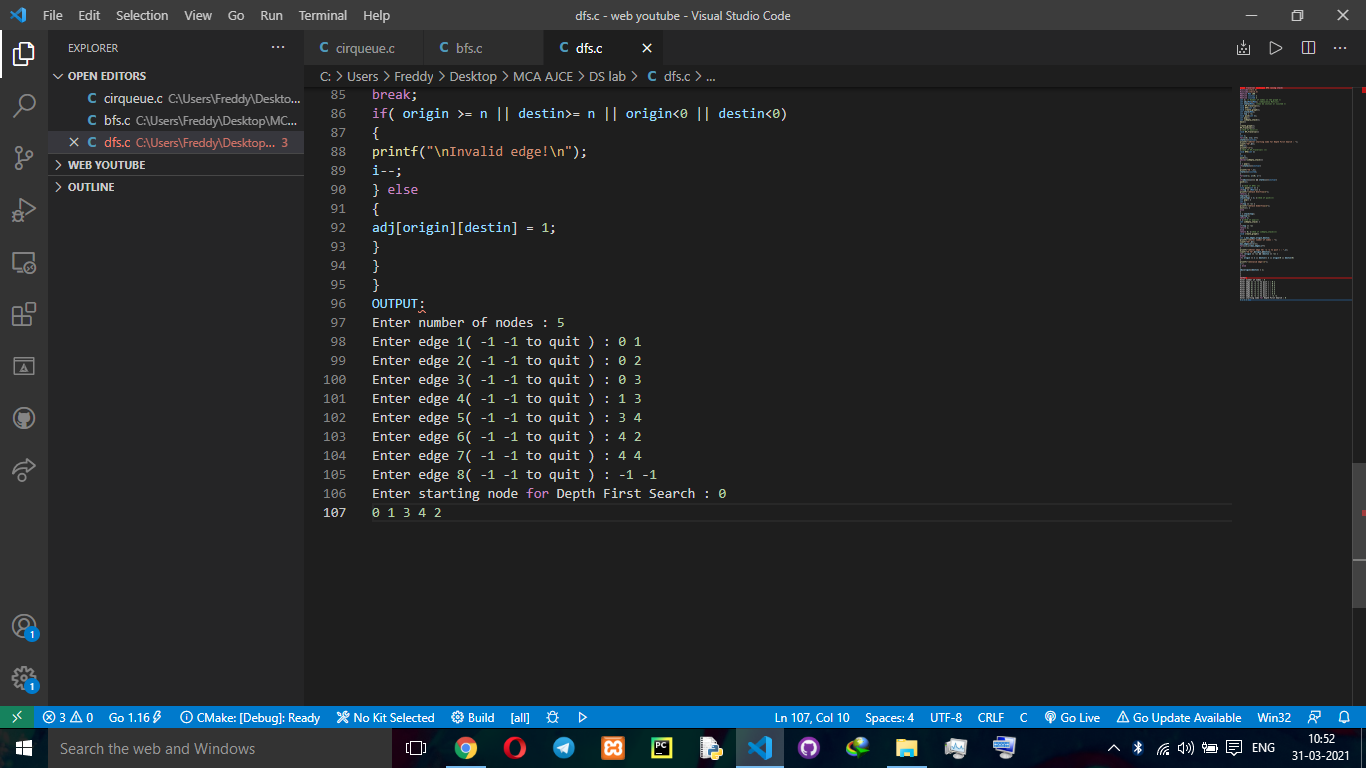 File Edit Selection View Go Run Terminal Help dfs.c - web youtube - Visual Studio Code
EXPLORER
OPEN EDITORS
C cirqueue.c C:\Users\Freddy\Deskto...
C bfs.c C:\Users\Freddy\Desktop\MC...
C dfs.c C:\Users\Freddy\Desktop... 3
WEB YOUTUBE
OUTLINE
C cirqueue.c C bfs.c C dfs.c
C: > Users > Freddy > Desktop > MCA AJCE > DS lab > C dfs.c > ...
85 break;
86 if( origin >= n || destin>= n || origin<0 || destin<0)
87 {
88 printf("\nInvalid edge!\n");
89 i--;
90 } else
91 {
92 adj[origin][destin] = 1;
93 }
94 }
95 }
96 OUTPUT:
97 Enter number of nodes : 5
98 Enter edge 1( -1 -1 to quit ) : 0 1
99 Enter edge 2( -1 -1 to quit ) : 0 2
100 Enter edge 3( -1 -1 to quit ) : 0 3
101 Enter edge 4( -1 -1 to quit ) : 1 3
102 Enter edge 5( -1 -1 to quit ) : 3 4
103 Enter edge 6( -1 -1 to quit ) : 4 2
104 Enter edge 7( -1 -1 to quit ) : 4 4
105 Enter edge 8( -1 -1 to quit ) : -1 -1
106 Enter starting node for Depth First Search : 0
107 0 1 3 4 2
1
1
3 0 Go 1.16 CMake: [Debug]: Ready No Kit Selected Build [all] Ln 107, Col 10 Spaces: 4 UTF-8 CRLF C Go Live Go Update Available Win32
Search the web and Windows
PC
ENG
10:52
31-03-2021